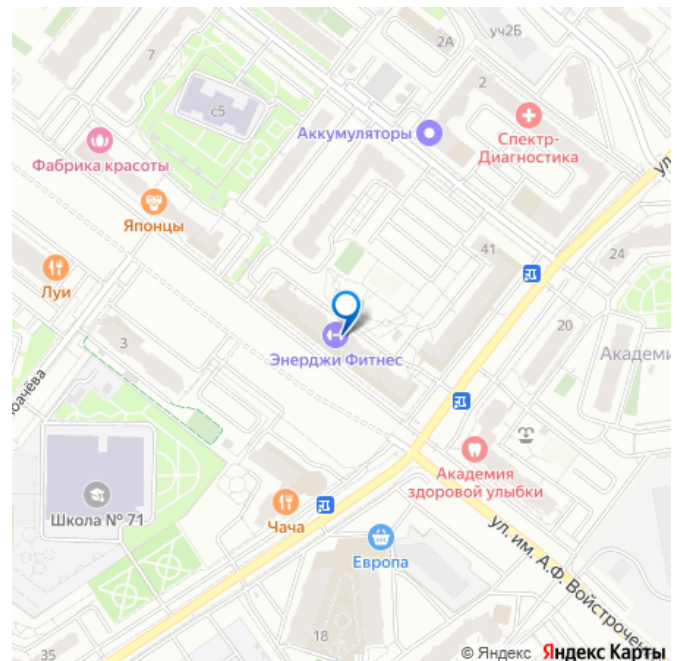 2А
уч2Б
7
2
с5
Аккумуляторы
Спектр-
Диагностика
Фабрика красоты
ул
Японцы
41
24
Луи
20
3
Энерджи Фитнес
Академи
рачёва
Академия
здоровой улыбки
Школа № 71
Чача
ул. им. А.Ф. Войстрочен
Европа
18
35
© Яндекс Яндекс Карты